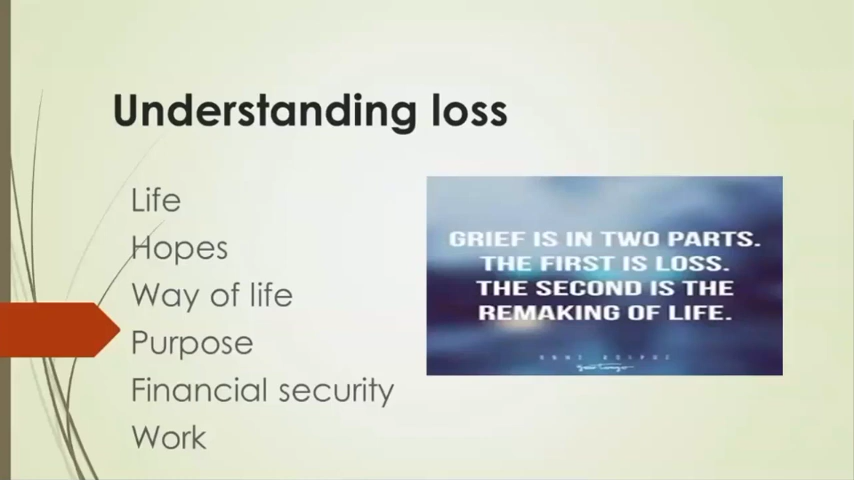 Understanding loss
Life
Hopes
Way of life
Purpose
Financial security
Work
GRIEF IS IN TWO PARTS.
THE FIRST IS LOSS.
THE SECOND IS THE
REMAKING OF LIFE.